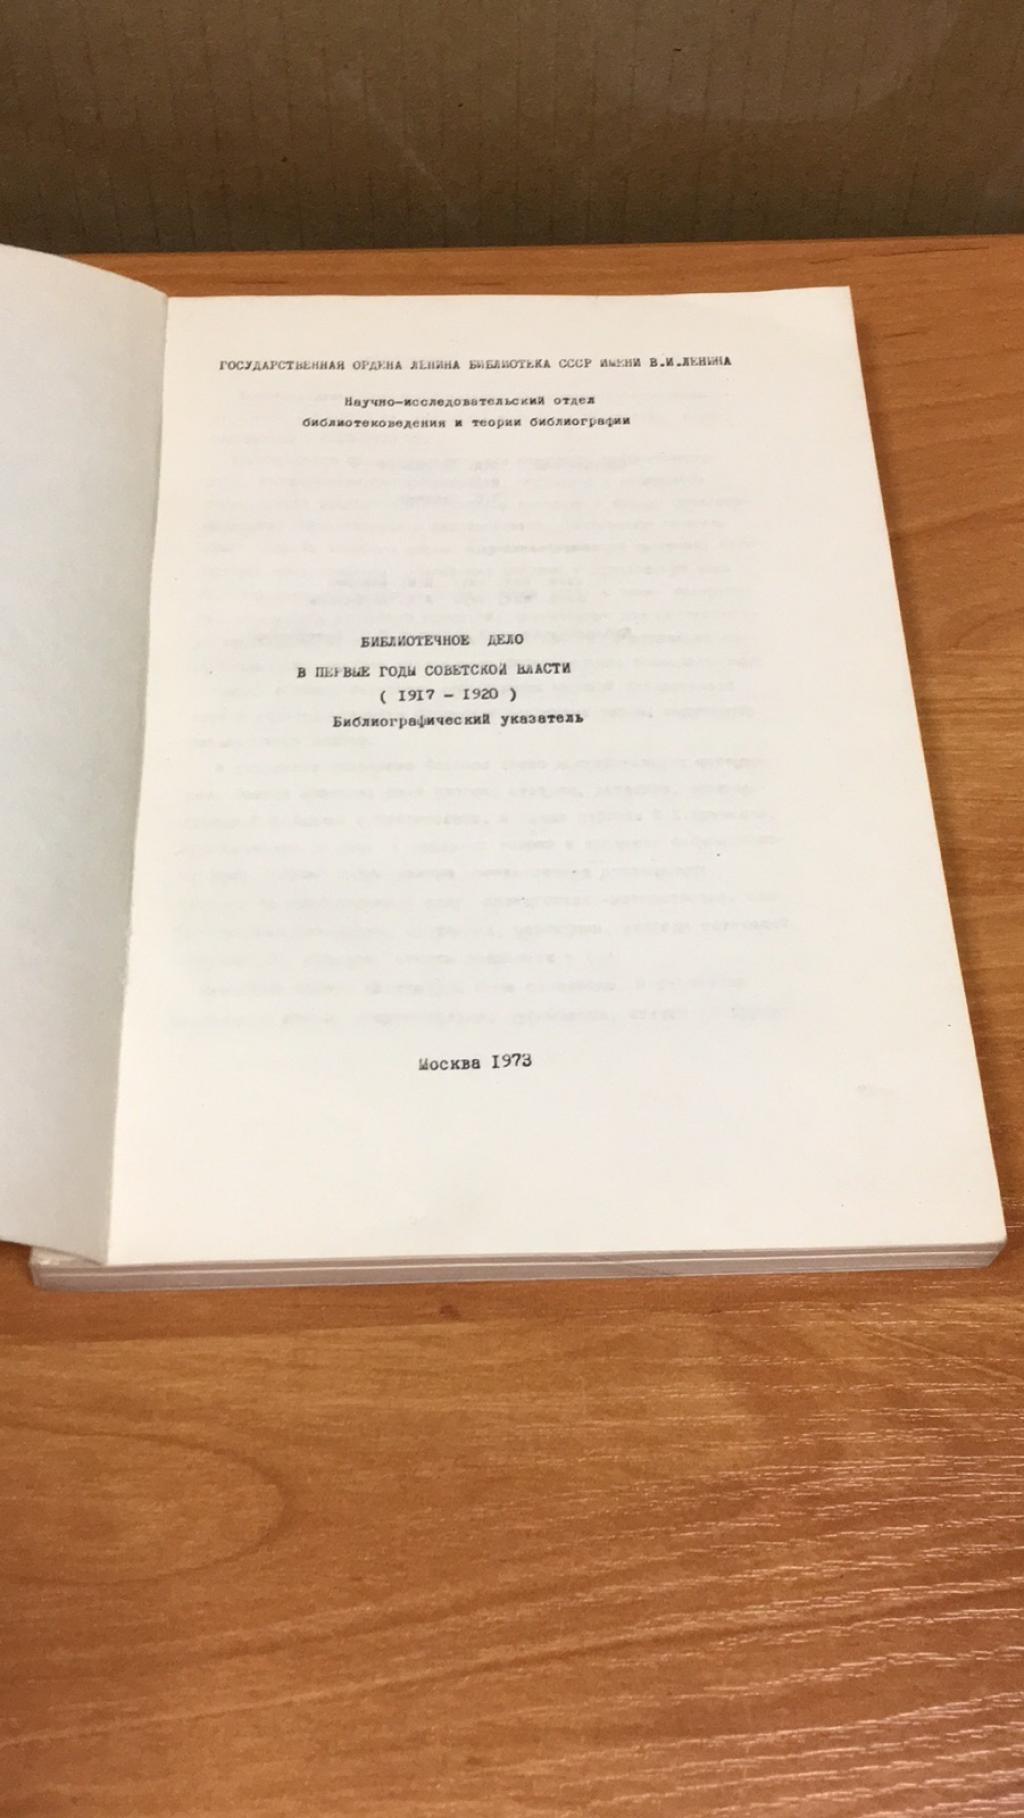 ГОСУДАРСТВЕННАЯ ОРДЕНА ЛЕНИНА БИБЛИОТЕКА СССР ИМЕНИ В.И.ЛЕНИНА
Научно-исследовательский отдел
библиотековедения и теории библиографии
БИБЛИОТЕЧНОЕ ДЕЛО
В ПЕРВЫЕ ГОДЫ СОВЕТСКОЙ ВЛАСТИ
( 1917 - 1920 )
Библиографический указатель
Москва 1973